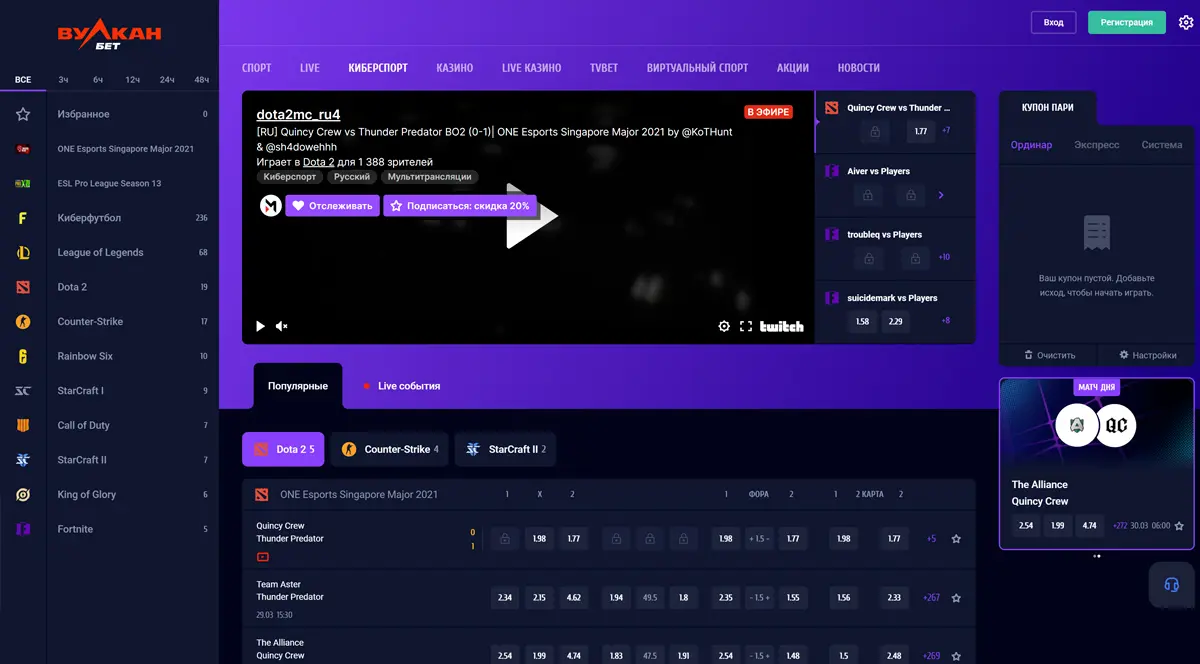 ВУЛКАН
БЕТ
Вход
Регистрация
ВСЕ
3ч
6ч
12ч
24ч
48ч
СПОРТ
LIVE
КИБЕРСПОРТ
КАЗИНО
LIVE КАЗИНО
TVBET
ВИРТУАЛЬНЫЙ СПОРТ
АКЦИИ
НОВОСТИ
Избранное 0
ONE Esports Singapore Major 2021
ESL Pro League Season 13
Киберфутбол 236
League of Legends 68
Dota 2 19
Counter-Strike 17
Rainbow Six 10
StarCraft I 9
Call of Duty 7
StarCraft II 7
King of Glory 6
Fortnite 5
dota2mc_ru4
В ЭФИРЕ
[RU] Quincy Crew vs Thunder Predator BO2 (0-1)| ONE Esports Singapore Major 2021 by @KoTHunt
& @sh4dowehhh
Играет в Dota 2 для 1 388 зрителей
Киберспорт
Русский
Мультитрансляции
Отслеживать
Подписаться: скидка 20%
twitch
Quincy Crew vs Thunder ...
1.77 +7
Aiver vs Players
troubleq vs Players
+10
suicidemark vs Players
1.58 2.29 +8
КУПОН ПАРИ
Ординар
Экспресс
Система
Ваш купон пустой. Добавьте
исход, чтобы начать играть.
Очистить
Настройки
МАТЧ ДНЯ
QC
The Alliance
Quincy Crew
2.54 1.99 4.74 +272 30.03 06:00
Популярные
Live события
Dota 2 5
Counter-Strike 4
StarCraft II 2
ONE Esports Singapore Major 2021 1 X 2 1 ФОРА 2 1 2 КАРТА 2
Quincy Crew 0
Thunder Predator 1
1.98 1.77 1.98 + 1.5 - 1.77 1.98 1.77 +5
Team Aster
Thunder Predator
29.03 15:30
2.34 2.15 4.62 1.94 49.5 1.8 2.35 - 1.5 + 1.55 1.56 2.33 +267
The Alliance
Quincy Crew
2.54 1.99 4.74 1.83 47.5 1.91 2.54 - 1.5 + 1.48 1.5 2.48 +269